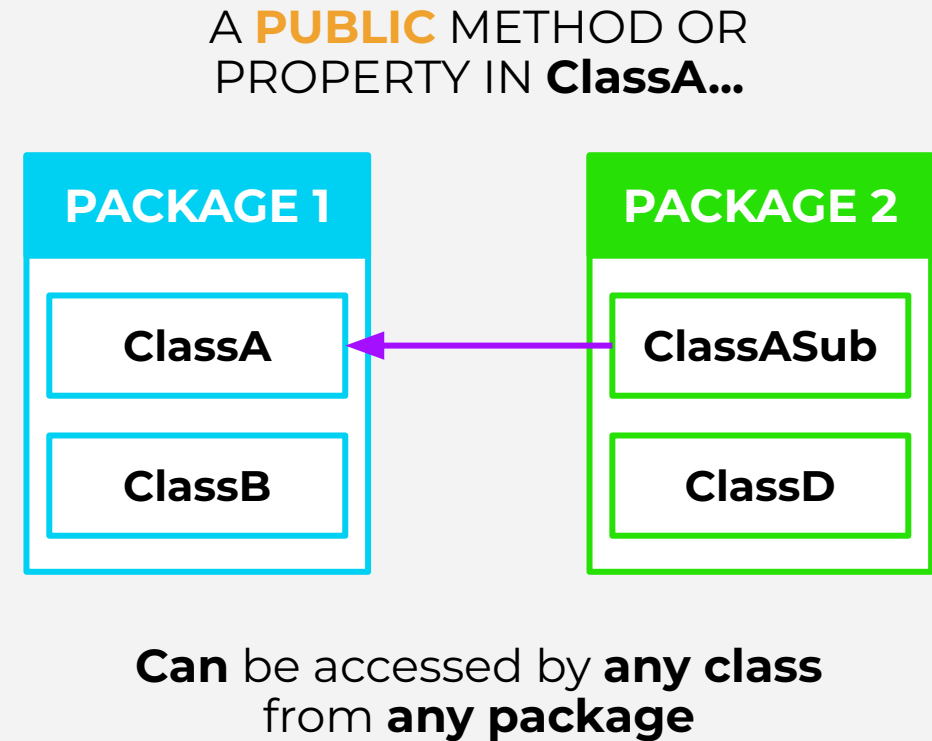 A PUBLIC METHOD OR
PROPERTY IN ClassA...
PACKAGE 1
ClassA
ClassB
PACKAGE 2
ClassASub
ClassD
Can be accessed by any class
from any package